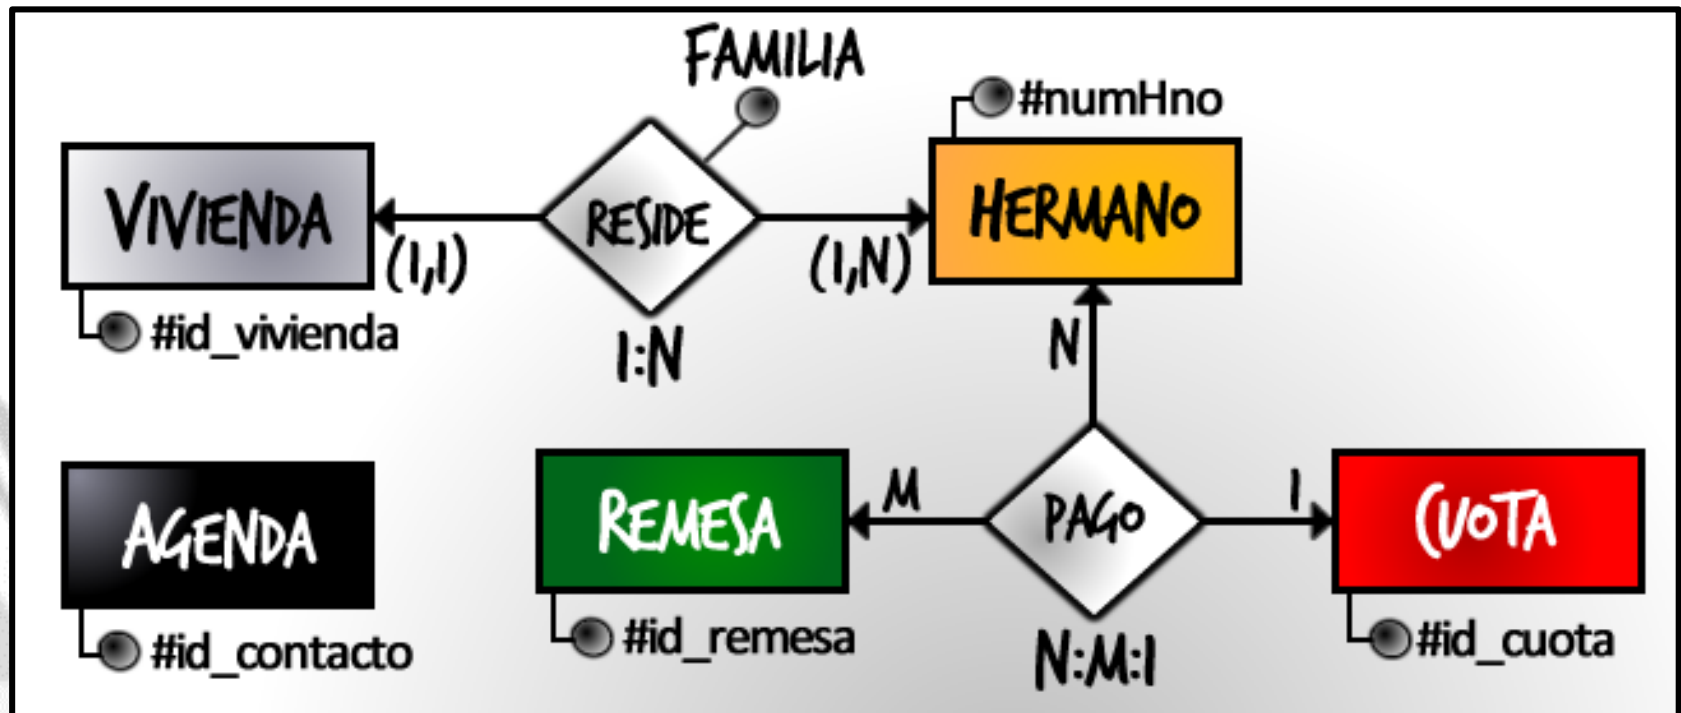 FAMILIA
#numHno
VIVIENDA
RESIDE
HERMANO
(1,1)
(1,N)
#id_vivienda
1:N
N
AGENDA
REMESA
M
PAGO
1
CUOTA
#id_contacto
#id_remesa
N:M:1
#id_cuota